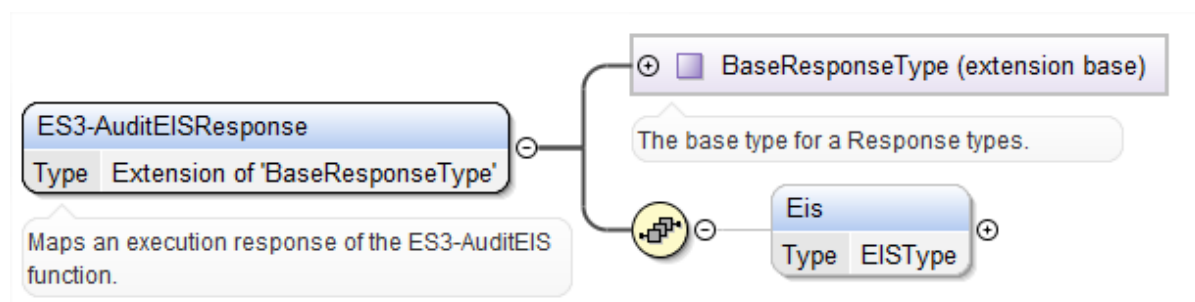 BaseResponseType (extension base)
The base type for a Response types.
ES3-AuditEISResponse
Type Extension of 'BaseResponseType'
Maps an execution response of the ES3-AuditEIS
function.
Eis
Type EISType